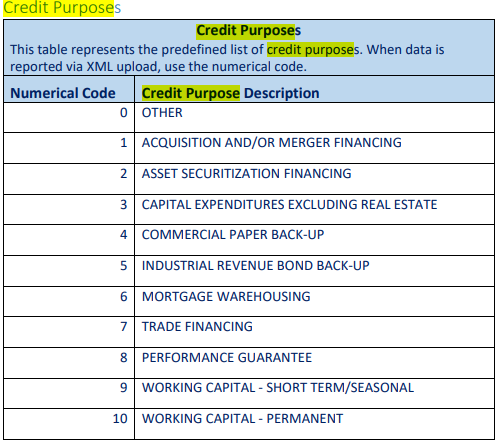 Credit Purposes
Credit Purposes
This table represents the predefined list of credit purposes. When data is
reported via XML upload, use the numerical code.
Numerical Code Credit Purpose Description
0 OTHER
1 ACQUISITION AND/OR MERGER FINANCING
2 ASSET SECURITIZATION FINANCING
3 CAPITAL EXPENDITURES EXCLUDING REAL ESTATE
4 COMMERCIAL PAPER BACK-UP
5 INDUSTRIAL REVENUE BOND BACK-UP
6 MORTGAGE WAREHOUSING
7 TRADE FINANCING
8 PERFORMANCE GUARANTEE
9 WORKING CAPITAL - SHORT TERM/SEASONAL
10 WORKING CAPITAL - PERMANENT